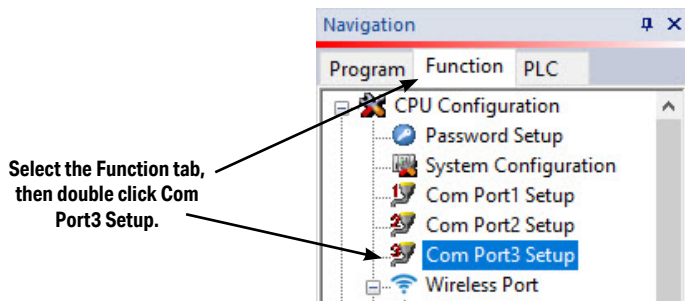 Navigation
Program Function PLC
CPU Configuration
Password Setup
System Configuration
Com Port1 Setup
Com Port2 Setup
Com Port3 Setup
Wireless Port
Select the Function tab,
then double click Com
Port3 Setup.